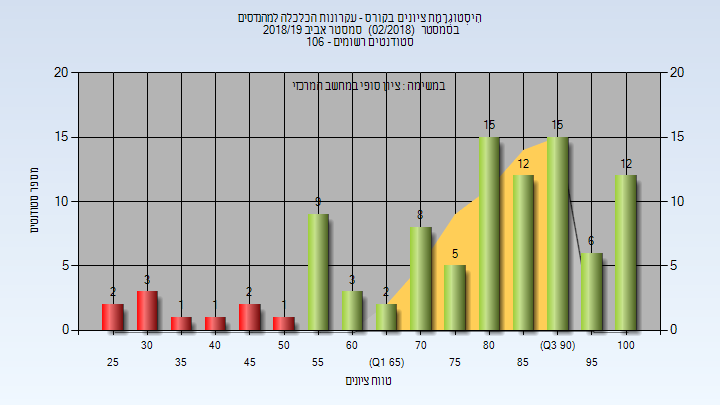 הִיסְטוֹגְרָמַת ציונים בקורס - עקרונות הכלכלה למהנדסים
בסמסטר (02/2018) סמסטר אביב 2018/19
סטודנטים רשומים - 106
במשימה : ציון סופי במחשב המרכזי
20 20
15 15
10 10
5 5
0 0
מספר סטודנטים
2 3 1 1 2 1 9 3 2 8 5 15 12 15 6 12
30 40 50 60 70 80 (Q3 90) 100
25 35 45 55 (Q1 65) 75 85 95
טווח ציונים